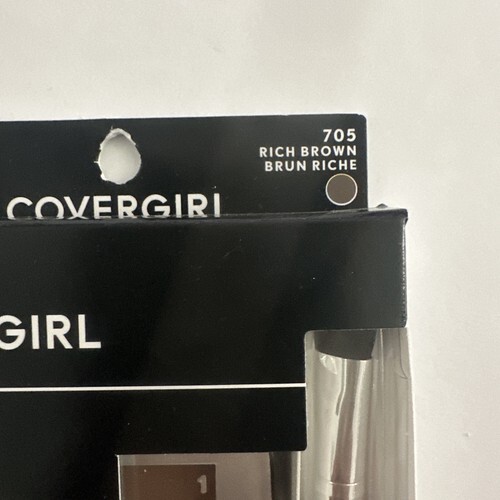 705
RICH BROWN
BRUN RICHE
COVERGIRL
GIRL
1